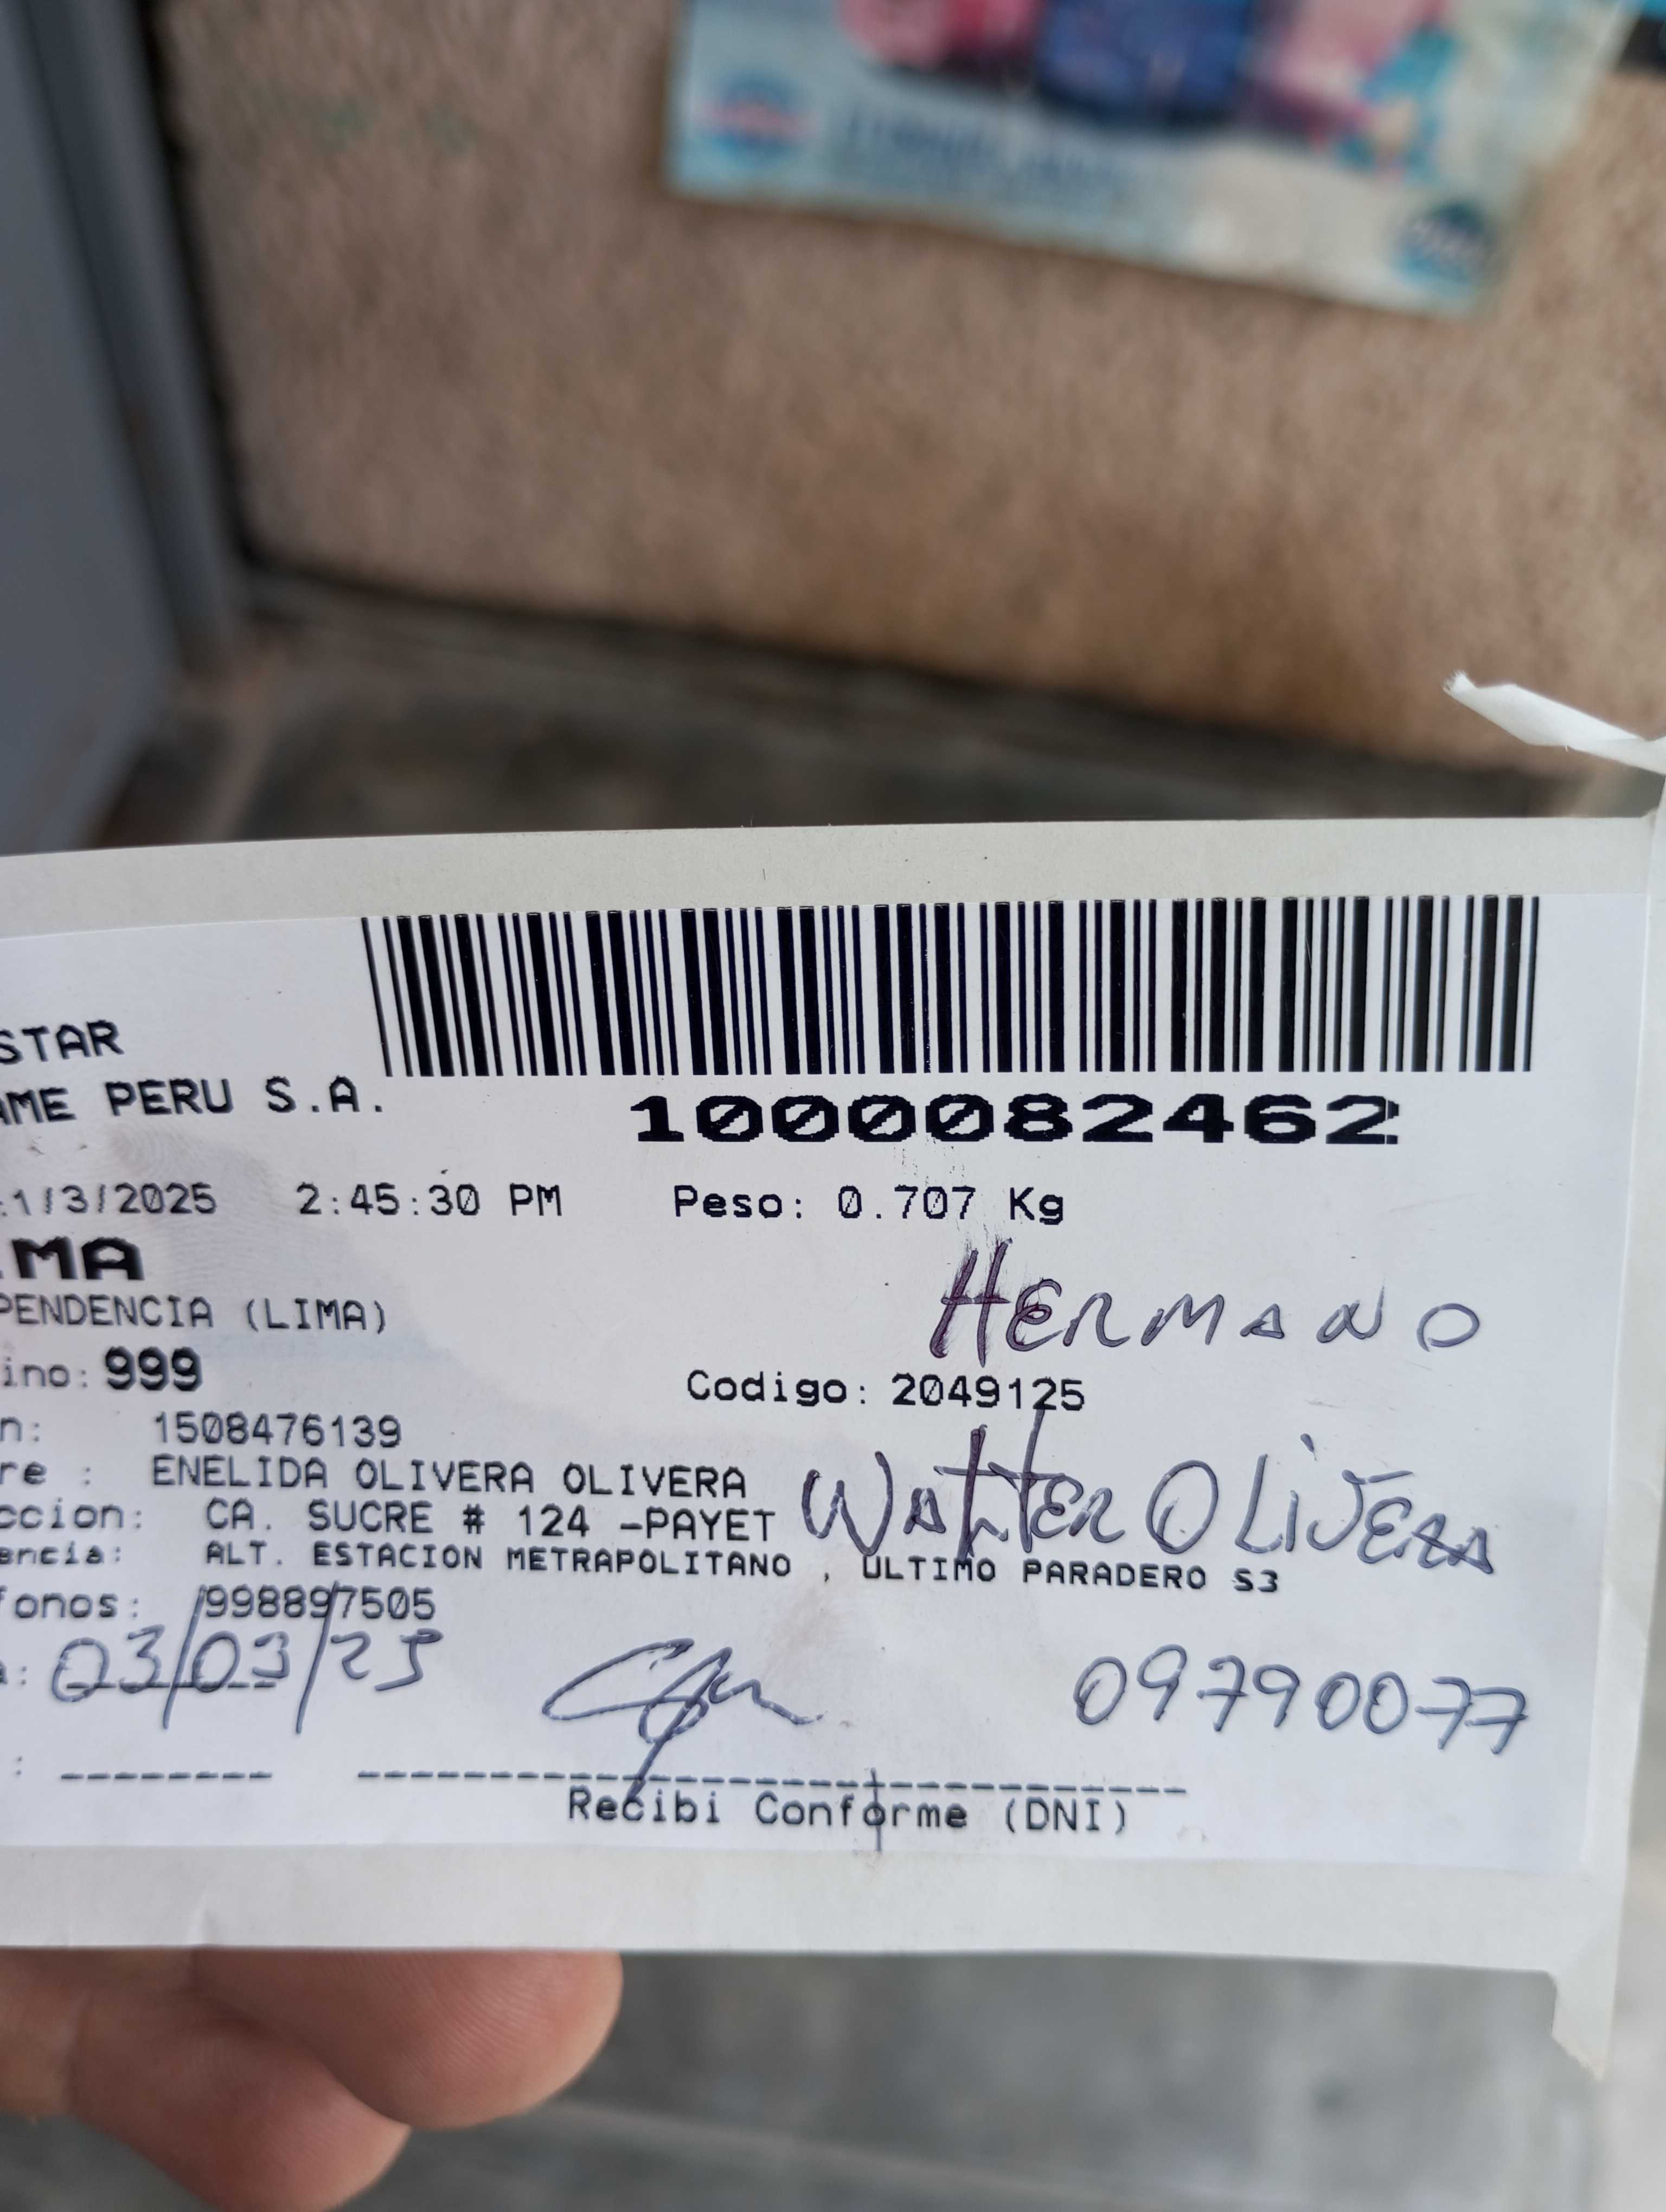 STAR
AME PERU S.A.
1000082462
1/3/2025 2:45:30 PM Peso: 0.707 Kg
MA
PENDENCIA (LIMA)
HERMANO
ino: 999
Codigo: 2049125
n: 1508476139
re : ENELIDA OLIVERA OLIVERA
WALTER OLIVERA
ccion: CA. SUCRE # 124 -PAYET
encia: ALT. ESTACION METRAPOLITANO , ULTIMO PARADERO S3
fonos: /998897505
a: 03/03/25
09790077
Recibi Conforme (DNI)